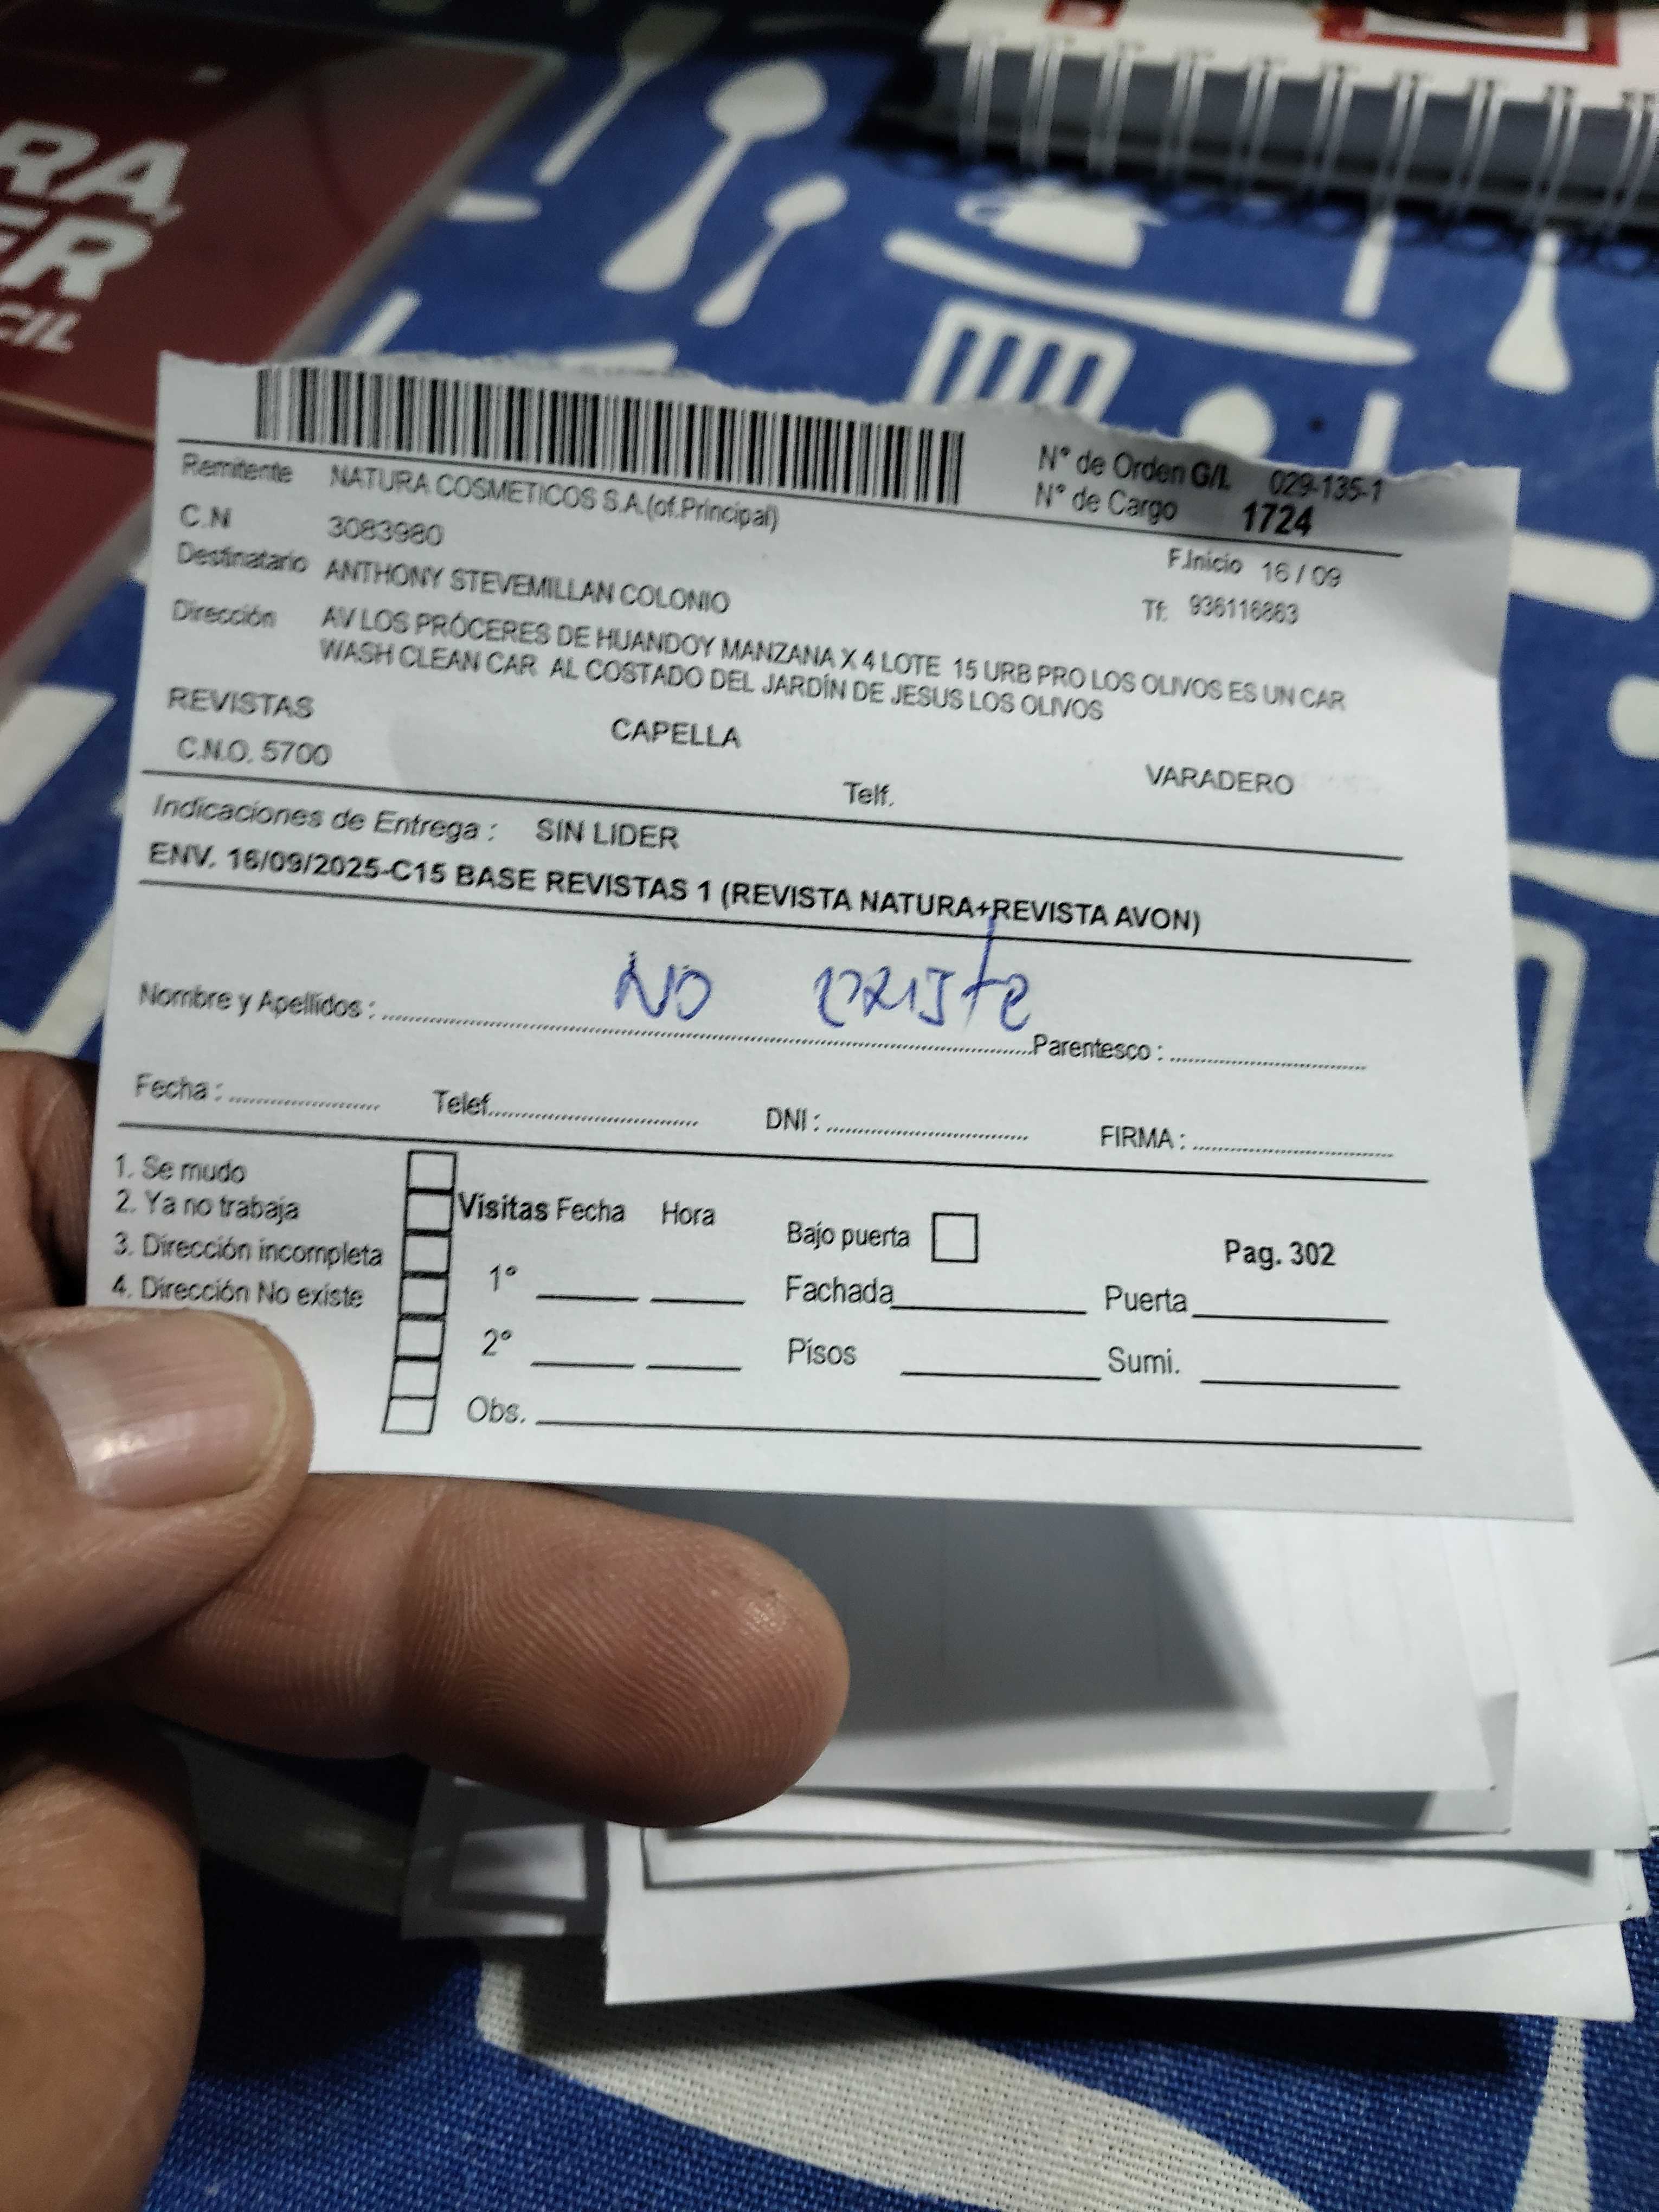 RA,
ER
CIL
Nº de Orden G/L 029-135-1
Nº de Cargo 1724
Remitente NATURA COSMETICOS S.A.(of.Principal)
C.N 3083980
F.Inicio 16 / 09
Destinatario ANTHONY STEVEMILLAN COLONIO
Tf: 936116863
Dirección AV LOS PRÓCERES DE HUANDOY MANZANA X 4 LOTE 15 URB PRO LOS OLIVOS ES UN CAR
WASH CLEAN CAR AL COSTADO DEL JARDÍN DE JESUS LOS OLIVOS
REVISTAS CAPELLA VARADERO
C.N.O. 5700 Telf.
Indicaciones de Entrega : SIN LIDER
ENV. 16/09/2025-C15 BASE REVISTAS 1 (REVISTA NATURA+REVISTA AVON)
NO existe
Nombre y Apellidos : Parentesco :
Fecha : Telef. DNI : FIRMA :
1. Se mudo
2. Ya no trabaja
3. Dirección incompleta
4. Dirección No existe
Visitas Fecha Hora
1°
2°
Obs.
Bajo puerta
Pag. 302
Fachada Puerta
Pisos Sumi.